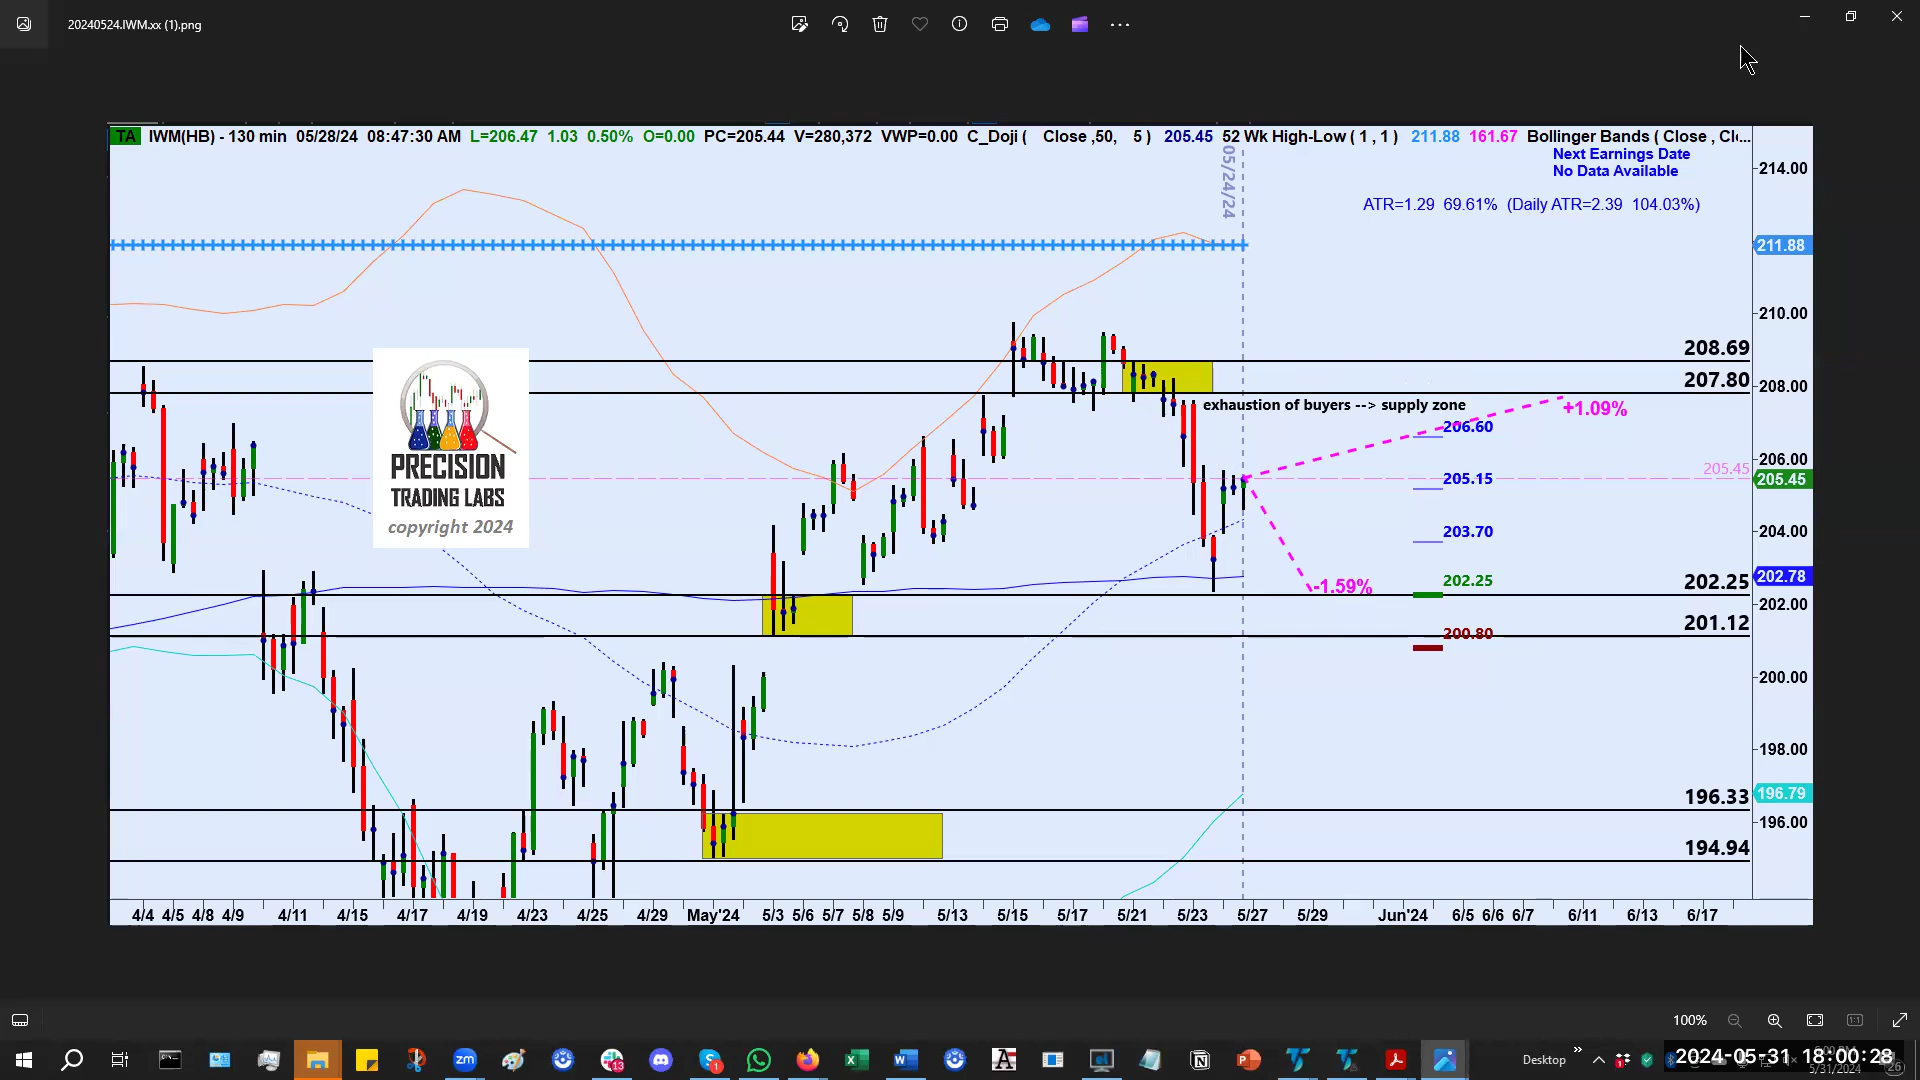 20240524.IWM.xx (1).png
TA IWM(HB) - 130 min 05/28/24 08:47:30 AM L=206.47 1.03 0.50% O=0.00 PC=205.44 V=280,372 VWP=0.00 C_Doji ( Close ,50, 5 ) 205.45 52 Wk High-Low ( 1 , 1 ) 211.88 161.67 Bollinger Bands ( Close , Cl...
Next Earnings Date
No Data Available
05/24/24
214.00
ATR=1.29 69.61% (Daily ATR=2.39 104.03%)
211.88
210.00
208.69
207.80
208.00
exhaustion of buyers --> supply zone
+1.09%
206.60
206.00
205.45
205.15
205.45
PRECISION
TRADING LABS
copyright 2024
203.70
204.00
202.25
-1.59%
202.25
202.78
202.00
201.12
200.80
200.00
198.00
196.33
196.79
196.00
194.94
4/4 4/5 4/8 4/9 4/11 4/15 4/17 4/19 4/23 4/25 4/29 May'24 5/3 5/6 5/7 5/8 5/9 5/13 5/15 5/17 5/21 5/23 5/27 5/29 Jun'24 6/5 6/6 6/7 6/11 6/13 6/17
100%
Desktop
2024-05-31 18:00:28
5/31/2024